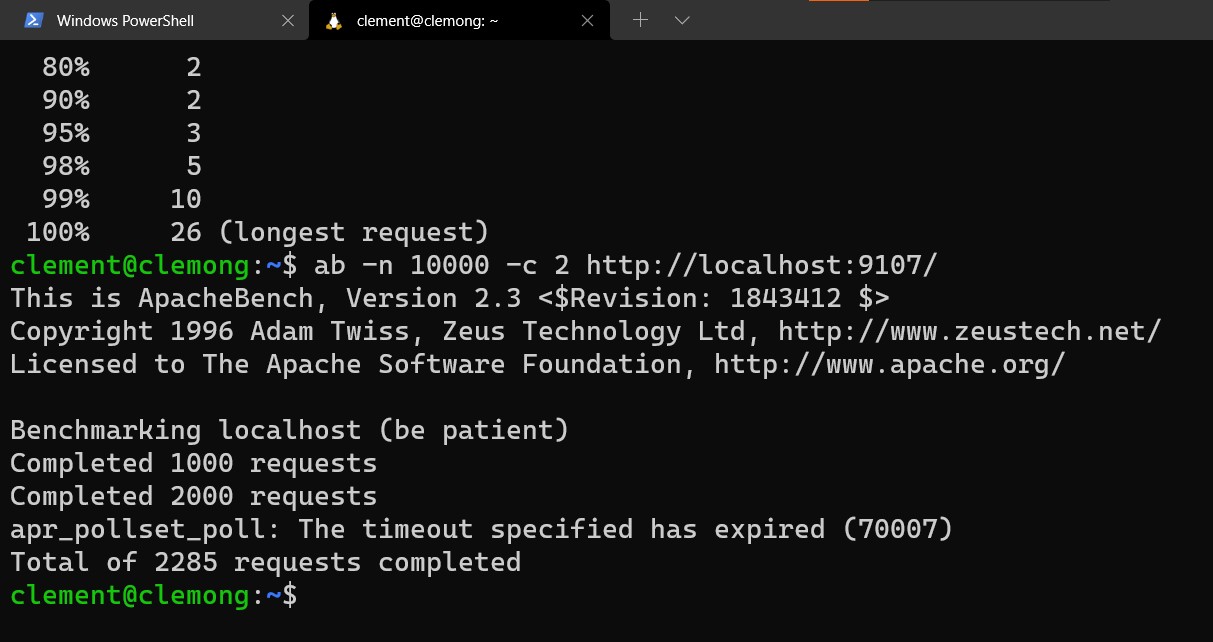 Windows PowerShell
clement@clemong: ~
80% 2
90% 2
95% 3
98% 5
99% 10
100% 26 (longest request)
clement@clemong:~$ ab -n 10000 -c 2 http://localhost:9107/
This is ApacheBench, Version 2.3 <$Revision: 1843412 $>
Copyright 1996 Adam Twiss, Zeus Technology Ltd, http://www.zeustech.net/
Licensed to The Apache Software Foundation, http://www.apache.org/
Benchmarking localhost (be patient)
Completed 1000 requests
Completed 2000 requests
apr_pollset_poll: The timeout specified has expired (70007)
Total of 2285 requests completed
clement@clemong:~$